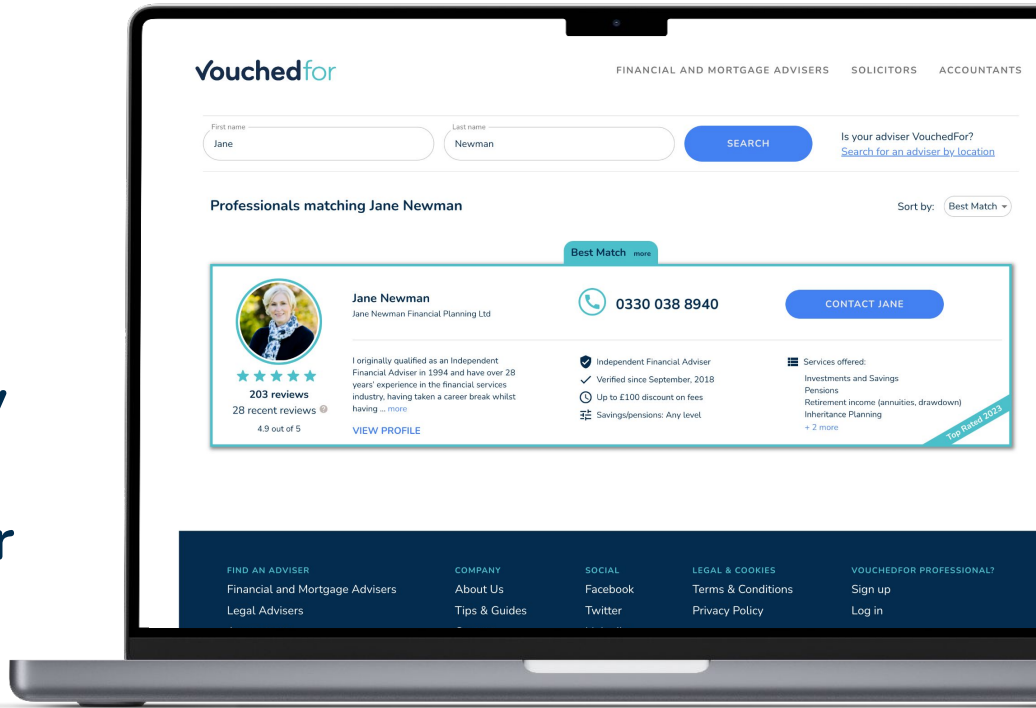 Vouchedfor
FINANCIAL AND MORTGAGE ADVISERS SOLICITORS ACCOUNTANTS
First name
Jane
Last name
Newman
SEARCH
Is your adviser VouchedFor?
Search for an adviser by location
Professionals matching Jane Newman
Sort by: Best Match
Best Match more
Jane Newman
Jane Newman Financial Planning Ltd
0330 038 8940
CONTACT JANE
203 reviews
28 recent reviews
4.9 out of 5
I originally qualified as an Independent
Financial Adviser in 1994 and have over 28
years' experience in the financial services
industry, having taken a career break whilst
having ... more
VIEW PROFILE
Independent Financial Adviser
Verified since September, 2018
Up to £100 discount on fees
Savings/pensions: Any level
Services offered:
Investments and Savings
Pensions
Retirement income (annuities, drawdown)
Inheritance Planning
+ 2 more
Top Rated 2023
FIND AN ADVISER
Financial and Mortgage Advisers
Legal Advisers
COMPANY
About Us
Tips & Guides
SOCIAL
Facebook
Twitter
LEGAL & COOKIES
Terms & Conditions
Privacy Policy
VOUCHEDFOR PROFESSIONAL?
Sign up
Log in